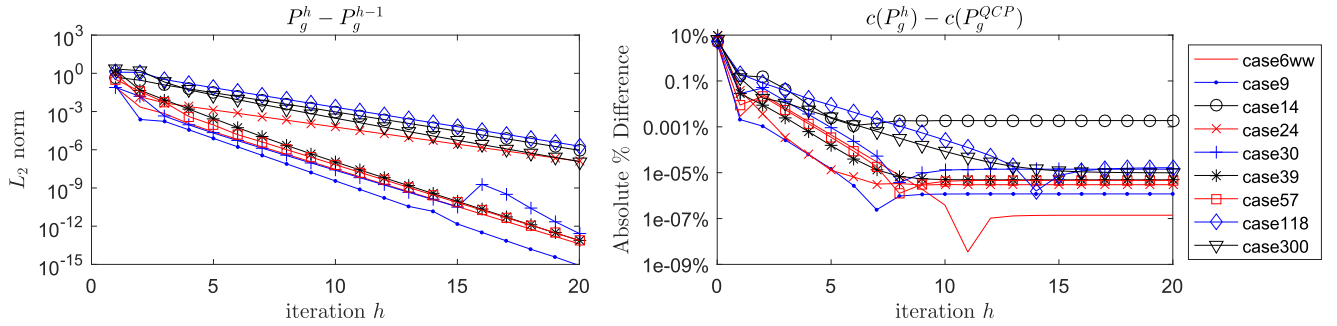 P_g^h − P_g^{h−1}
10^3
10^0
10^-3
10^-6
10^-9
10^-12
10^-15
L_2 norm
0 5 10 15 20
iteration h
c(P_g^h) − c(P_g^{QCP})
10%
0.1%
0.001%
1e-05%
1e-07%
1e-09%
Absolute % Difference
0 5 10 15 20
iteration h
case6ww
case9
case14
case24
case30
case39
case57
case118
case300